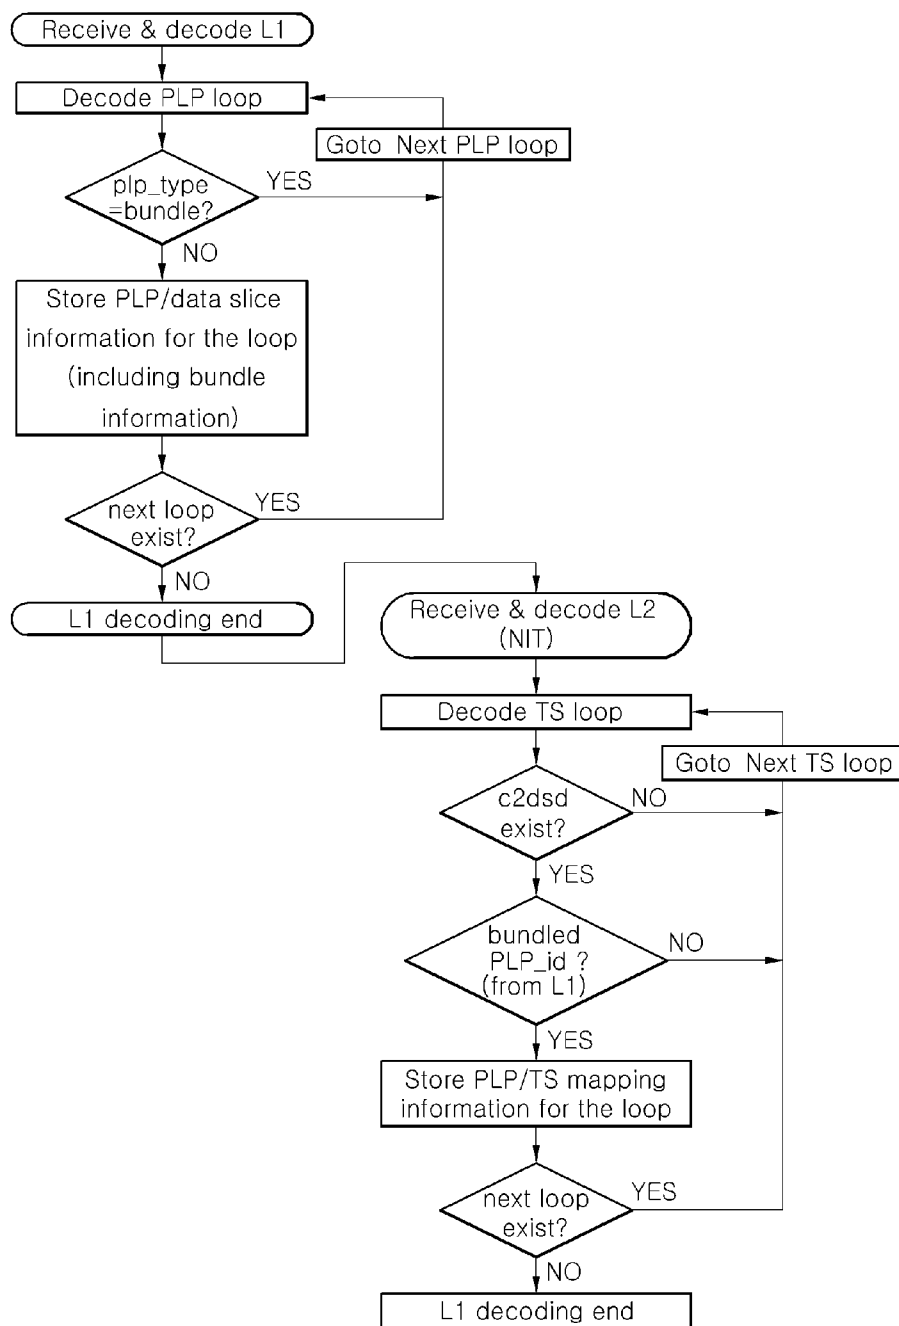 Receive & decode L1
Decode PLP loop
Goto Next PLP loop
plp_type
=bundle?
YES
NO
Store PLP/data slice
information for the loop
(including bundle
information)
next loop
exist?
YES
NO
L1 decoding end
Receive & decode L2
(NIT)
Decode TS loop
Goto Next TS loop
c2dsd
exist?
NO
YES
bundled
PLP_id ?
(from L1)
NO
YES
Store PLP/TS mapping
information for the loop
next loop
exist?
YES
NO
L1 decoding end